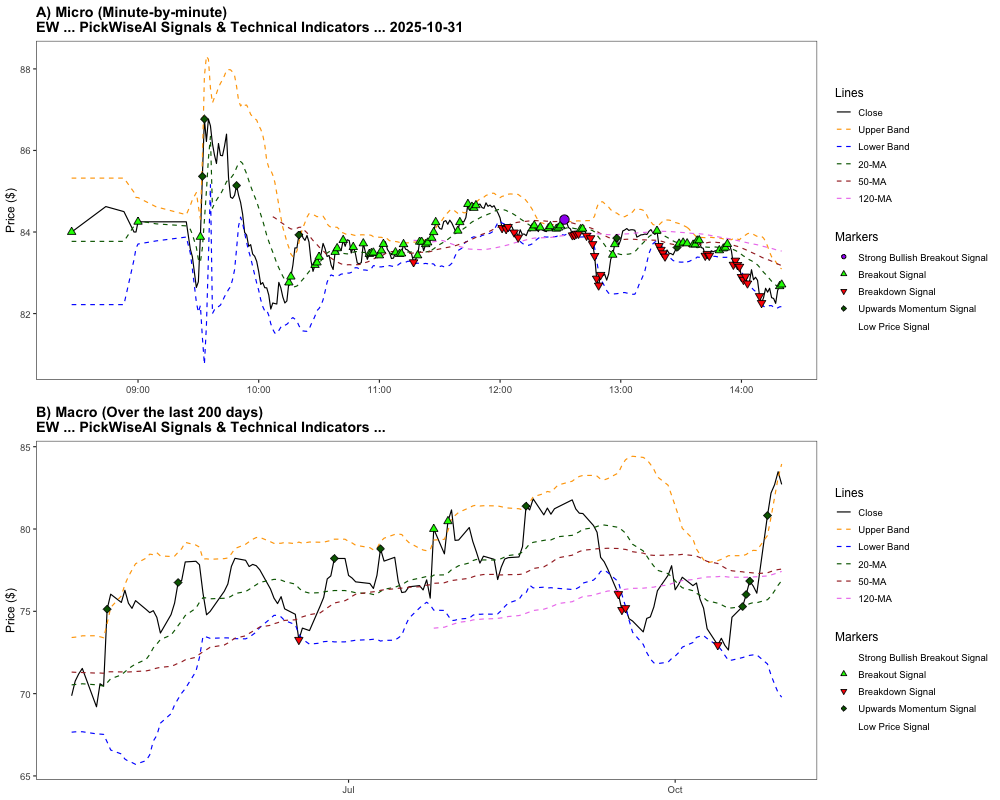 A) Micro (Minute-by-minute)
EW ... PickWiseAI Signals & Technical Indicators ... 2025-10-31
Price ($)
88
86
84
82
09:00
10:00
11:00
12:00
13:00
14:00
Lines
Close
Upper Band
Lower Band
20-MA
50-MA
120-MA
Markers
Strong Bullish Breakout Signal
Breakout Signal
Breakdown Signal
Upwards Momentum Signal
Low Price Signal
B) Macro (Over the last 200 days)
EW ... PickWiseAI Signals & Technical Indicators ...
Price ($)
85
80
75
70
65
Jul
Oct
Lines
Close
Upper Band
Lower Band
20-MA
50-MA
120-MA
Markers
Strong Bullish Breakout Signal
Breakout Signal
Breakdown Signal
Upwards Momentum Signal
Low Price Signal